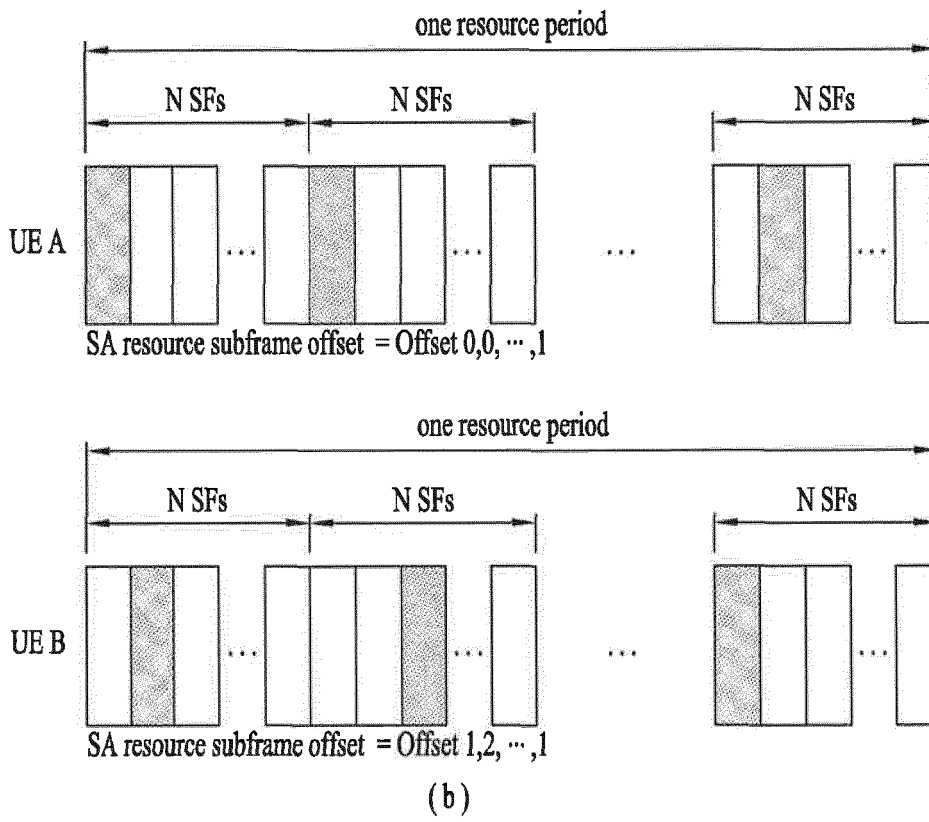 one resource period
N SFs N SFs N SFs
UE A ... ... ... ...
SA resource subframe offset = Offset 0,0, ··· ,1
one resource period
N SFs N SFs N SFs
UE B ... ... ... ...
SA resource subframe offset = Offset 1,2, ··· ,1
(b)